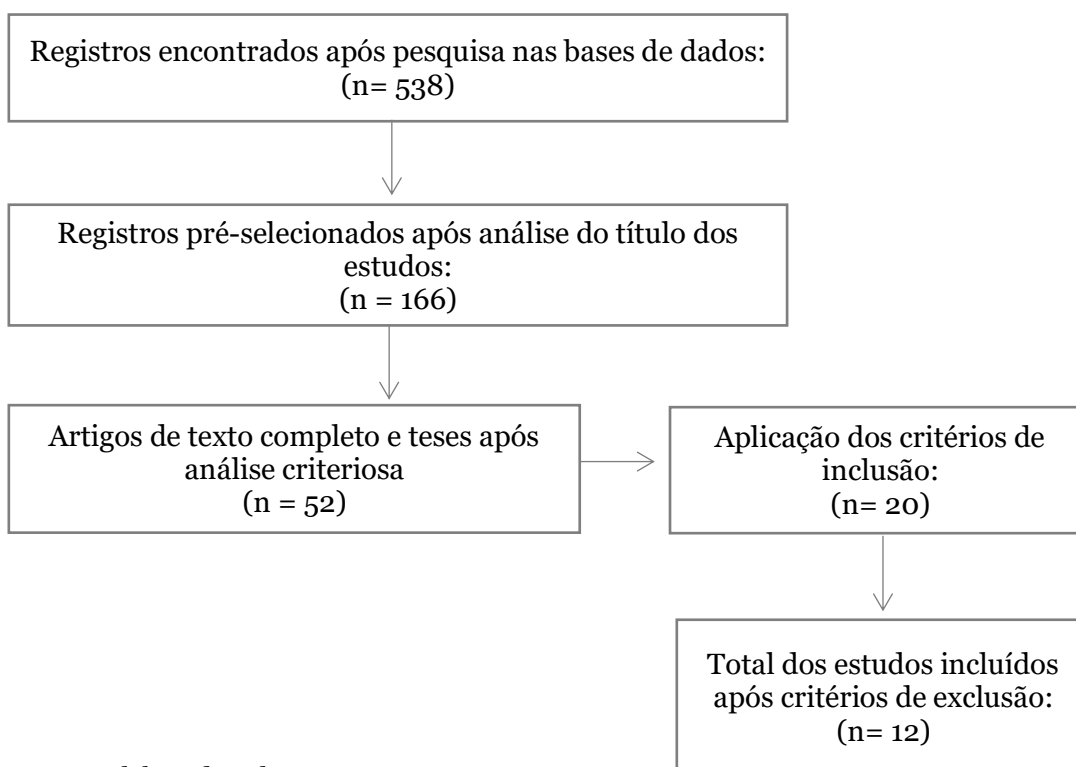 Registros encontrados após pesquisa nas bases de dados:
(n= 538)
Registros pré-selecionados após análise do título dos
estudos:
(n = 166)
Artigos de texto completo e teses após
análise criteriosa
(n = 52)
Aplicação dos critérios de
inclusão:
(n= 20)
Total dos estudos incluídos
após critérios de exclusão:
(n= 12)